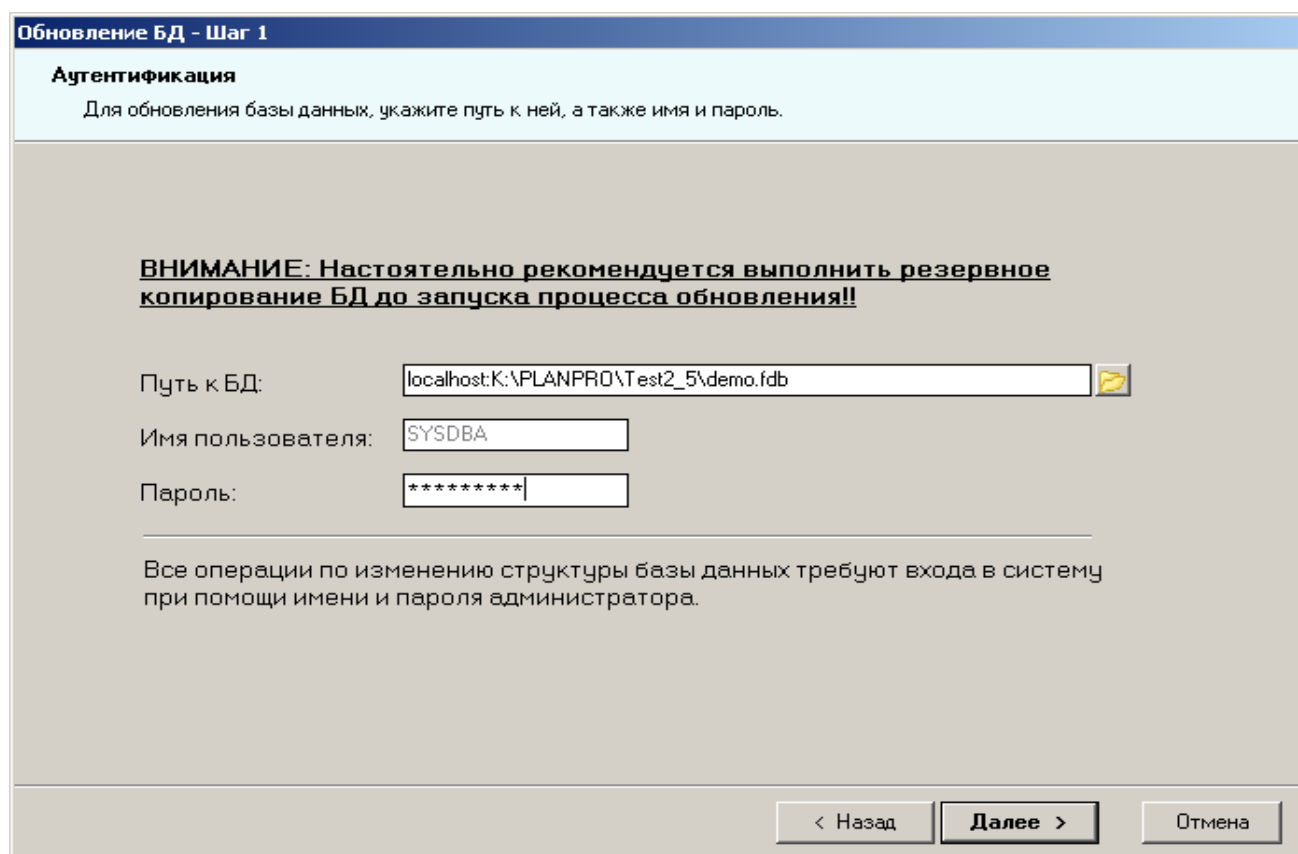 Обновление БД - Шаг 1
Аутентификация
Для обновления базы данных, укажите путь к ней, а также имя и пароль.
ВНИМАНИЕ: Настоятельно рекомендуется выполнить резервное
копирование БД до запуска процесса обновления!!
Путь к БД: localhost:K:\PLANPRO\Test2_5\demo.fdb
Имя пользователя: SYSDBA
Пароль: *********
Все операции по изменению структуры базы данных требуют входа в систему
при помощи имени и пароля администратора.
< Назад Далее > Отмена